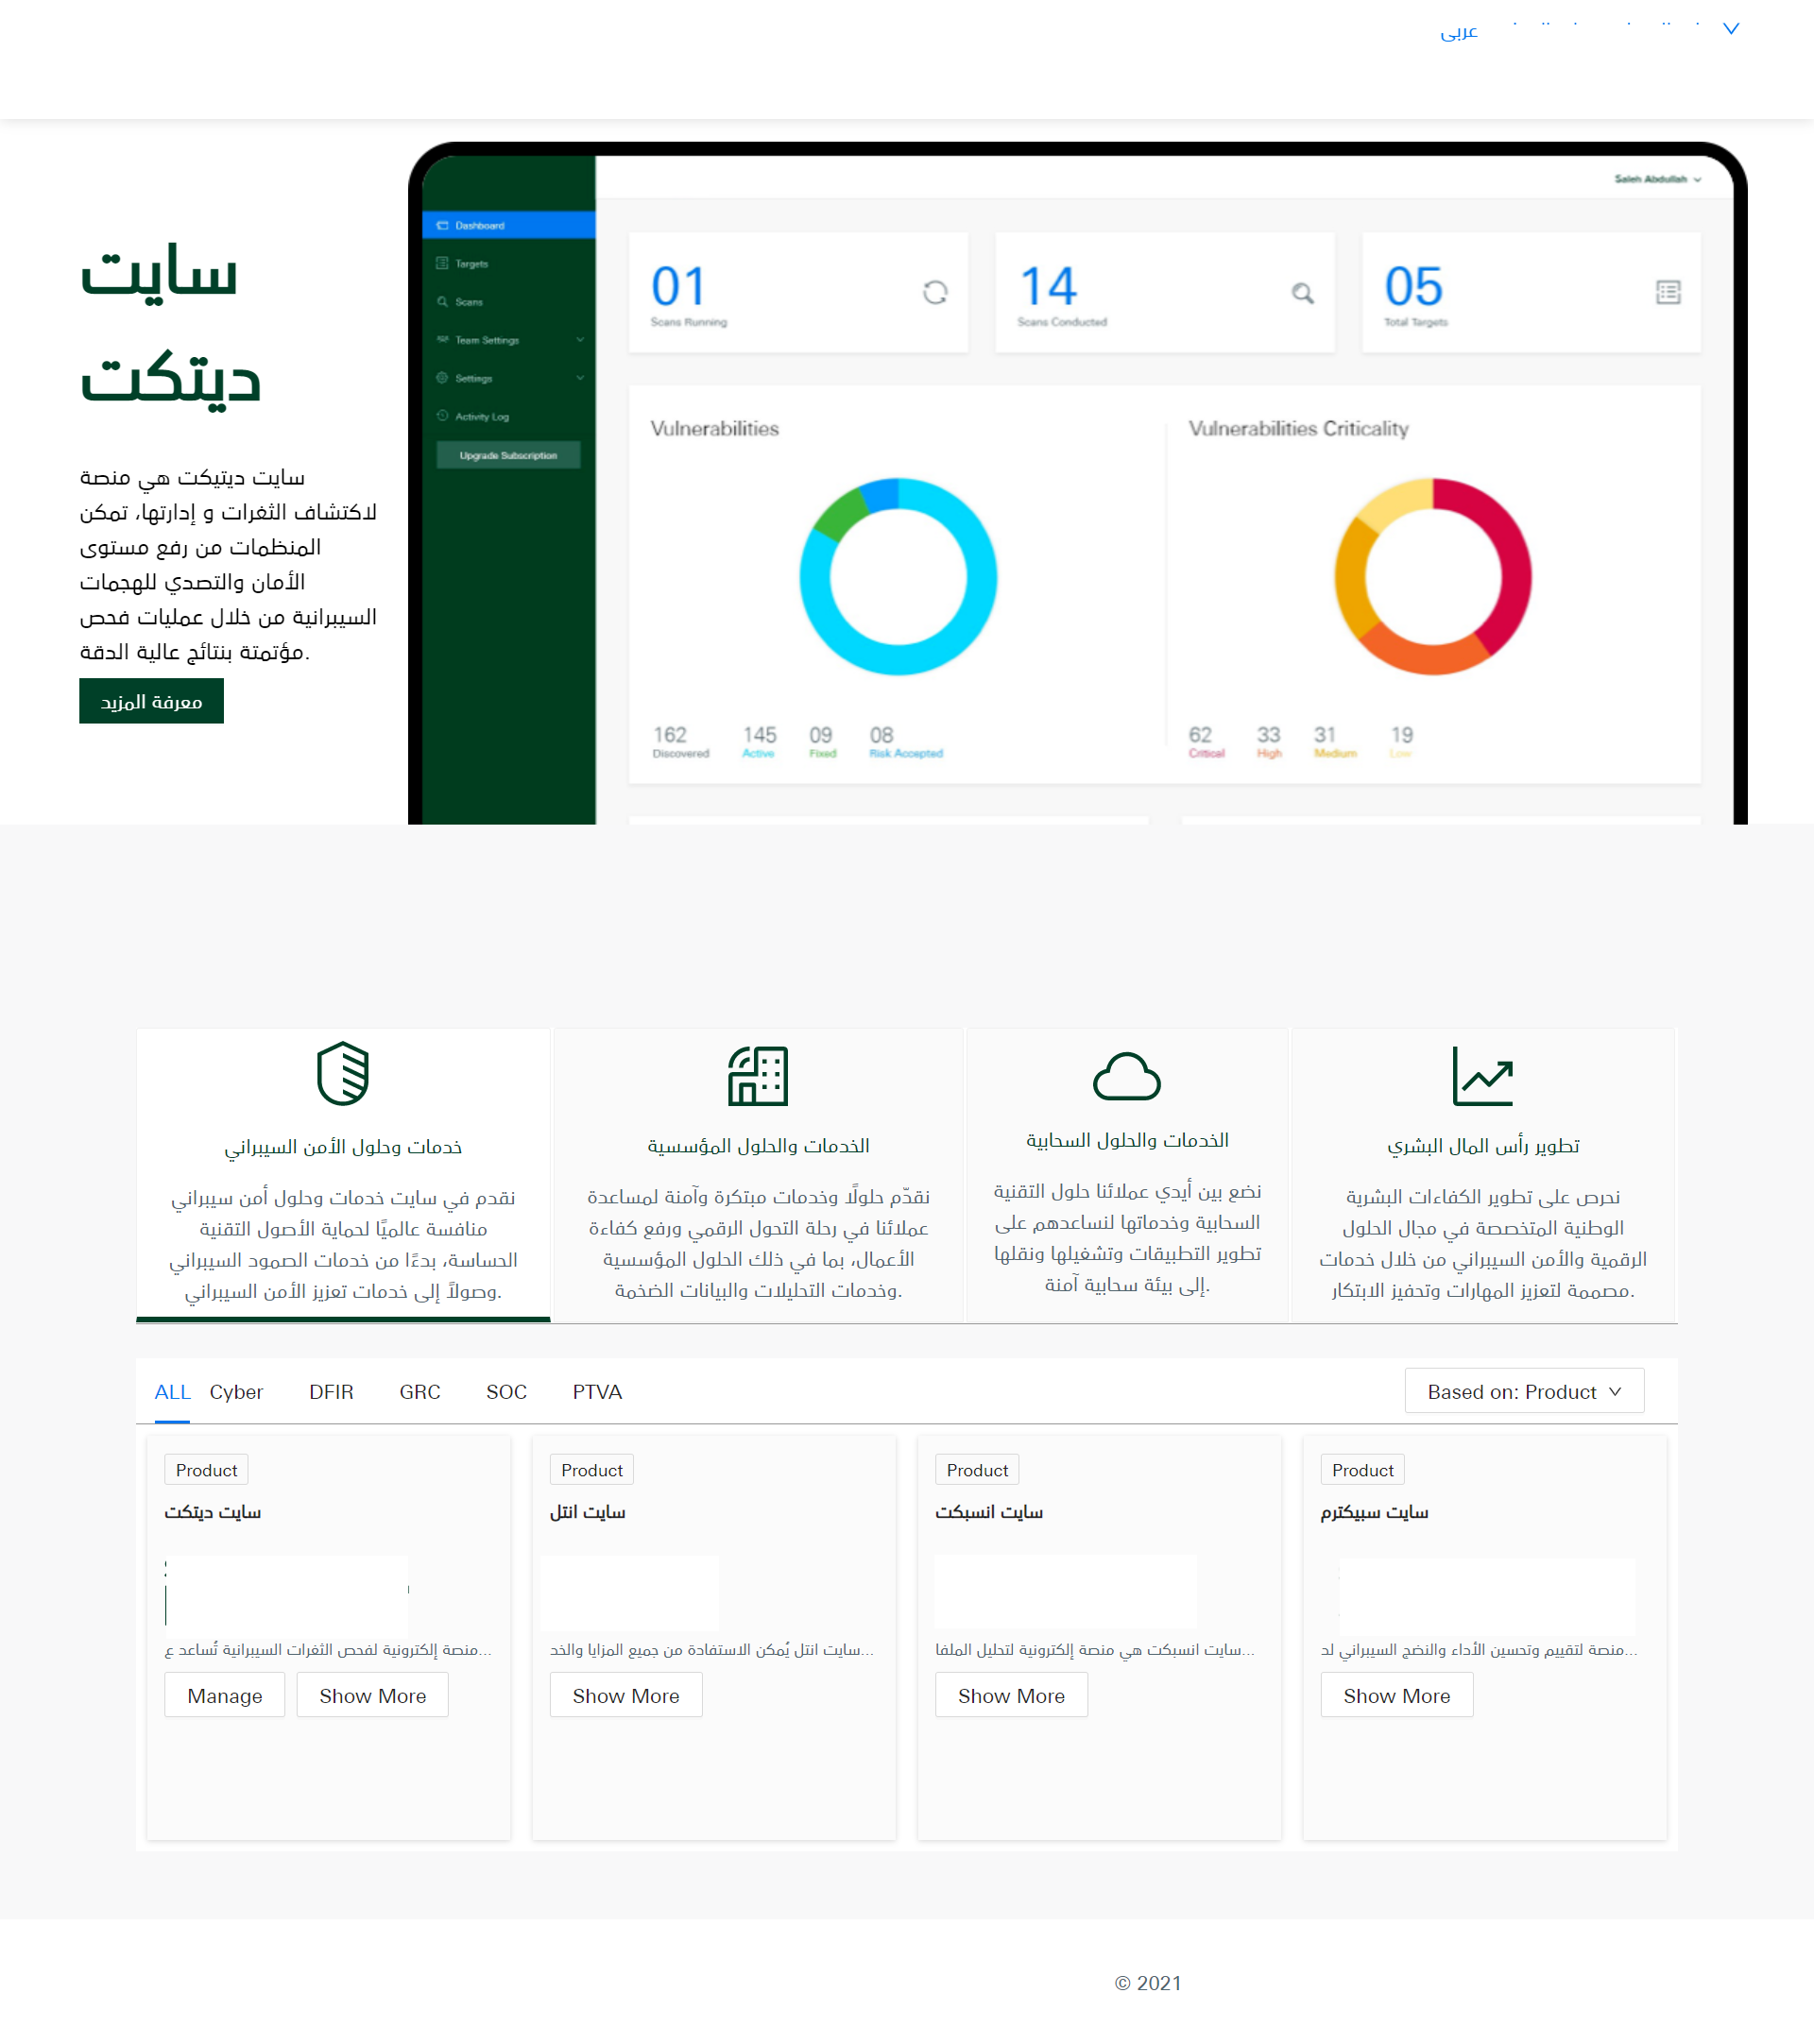 عربى
سايت
ديتكت
سايت ديتيكت هي منصة
لاكتشاف الثغرات و إدارتها، تمكن
المنظمات من رفع مستوى
الأمان والتصدي للهجمات
السيبرانية من خلال عمليات فحص
مؤتمتة بنتائج عالية الدقة.
معرفة المزيد
Saleh Abdullah
Dashboard
Targets
Scans
Team Settings
Settings
Activity Log
Upgrade Subscription
01
Scans Running
14
Scans Conducted
05
Total Targets
Vulnerabilities
162 145 09 08
Discovered Active Fixed Risk Accepted
Vulnerabilities Criticality
62 33 31 19
Critical High Medium Low
خدمات وحلول الأمن السيبراني
نقدم في سايت خدمات وحلول أمن سيبراني
منافسة عالميًا لحماية الأصول التقنية
الحساسة، بدءًا من خدمات الصمود السيبراني
وصولاً إلى خدمات تعزيز الأمن السيبراني.
الخدمات والحلول المؤسسية
نقدّم حلولًا وخدمات مبتكرة وآمنة لمساعدة
عملائنا في رحلة التحول الرقمي ورفع كفاءة
الأعمال، بما في ذلك الحلول المؤسسية
وخدمات التحليلات والبيانات الضخمة.
الخدمات والحلول السحابية
نضع بين أيدي عملائنا حلول التقنية
السحابية وخدماتها لنساعدهم على
تطوير التطبيقات وتشغيلها ونقلها
إلى بيئة سحابية آمنة.
تطوير رأس المال البشري
نحرص على تطوير الكفاءات البشرية
الوطنية المتخصصة في مجال الحلول
الرقمية والأمن السيبراني من خلال خدمات
مصممة لتعزيز المهارات وتحفيز الابتكار.
ALL Cyber DFIR GRC SOC PTVA
Based on: Product
Product
سايت ديتكت
منصة إلكترونية لفحص الثغرات السيبرانية تُساعد ع...
Manage Show More
Product
سايت انتل
سايت انتل يُمكن الاستفادة من جميع المزايا والخد...
Show More
Product
سايت انسبكت
سايت انسبكت هي منصة إلكترونية لتحليل الملفا...
Show More
Product
سايت سبيكترم
منصة لتقييم وتحسين الأداء والنضج السيبراني لد...
Show More
© 2021